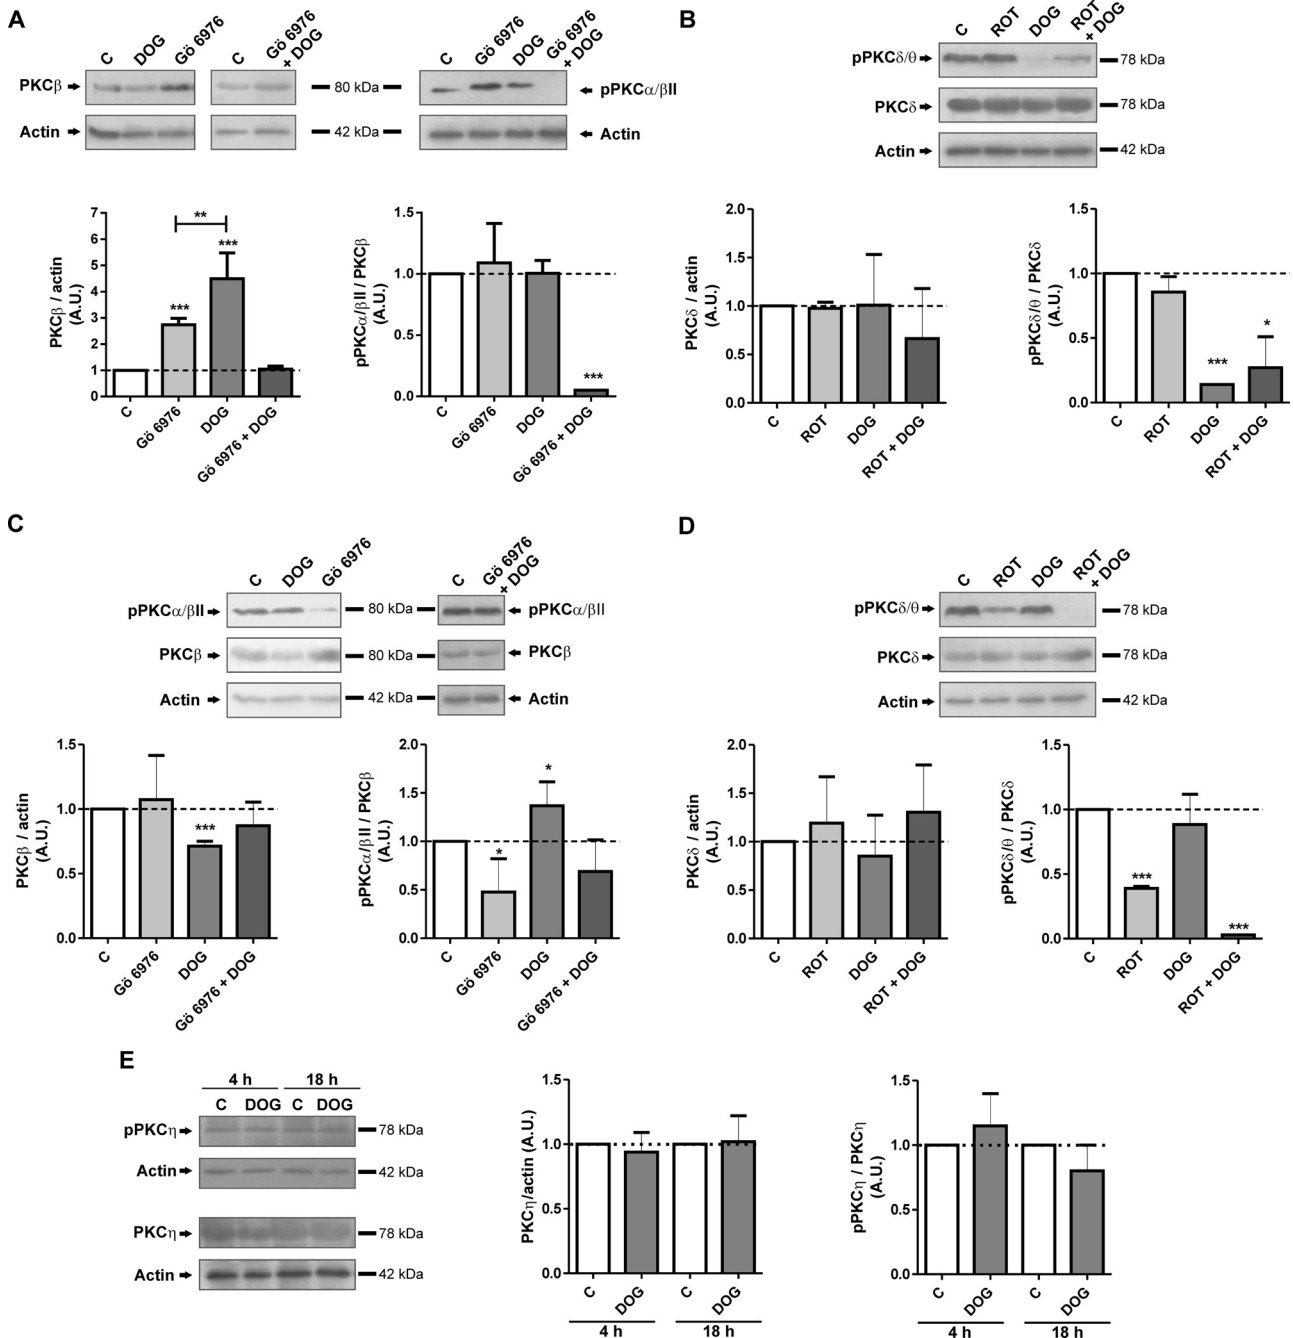 A
C DOG Gö 6976
C Gö 6976 + DOG
C Gö 6976 DOG Gö 6976 + DOG
PKCβ
80 kDa
pPKCα/βII
Actin
42 kDa
Actin
PKCβ / actin (A.U.)
7
6
5
4
3
2
1
0
**
***
***
C
Gö 6976
DOG
Gö 6976 + DOG
pPKCα/βII / PKCβ (A.U.)
1.5
1.0
0.5
0.0
***
C
Gö 6976
DOG
Gö 6976 + DOG
B
C ROT DOG ROT + DOG
pPKCδ/θ
78 kDa
PKCδ
78 kDa
Actin
42 kDa
PKCδ / actin (A.U.)
2.0
1.5
1.0
0.5
0.0
C
ROT
DOG
ROT + DOG
pPKCδ/θ / PKCδ (A.U.)
1.5
1.0
0.5
0.0
***
*
C
ROT
DOG
ROT + DOG
C
C DOG Gö 6976
C Gö 6976 + DOG
pPKCα/βII
80 kDa
pPKCα/βII
PKCβ
80 kDa
PKCβ
Actin
42 kDa
Actin
PKCβ / actin (A.U.)
1.5
1.0
0.5
0.0
***
C
Gö 6976
DOG
Gö 6976 + DOG
pPKCα/βII / PKCβ (A.U.)
2.0
1.5
1.0
0.5
0.0
*
*
C
Gö 6976
DOG
Gö 6976 + DOG
D
C ROT DOG ROT + DOG
pPKCδ/θ
78 kDa
PKCδ
78 kDa
Actin
42 kDa
PKCδ / actin (A.U.)
2.0
1.5
1.0
0.5
0.0
C
ROT
DOG
ROT + DOG
pPKCδ/θ / PKCδ (A.U.)
1.5
1.0
0.5
0.0
***
***
C
ROT
DOG
ROT + DOG
E
4 h 18 h
C DOG C DOG
pPKCη
78 kDa
Actin
42 kDa
PKCη
78 kDa
Actin
42 kDa
PKCη/actin (A.U.)
1.5
1.0
0.5
0.0
C DOG C DOG
4 h 18 h
pPKCη / PKCη (A.U.)
1.5
1.0
0.5
0.0
C DOG C DOG
4 h 18 h